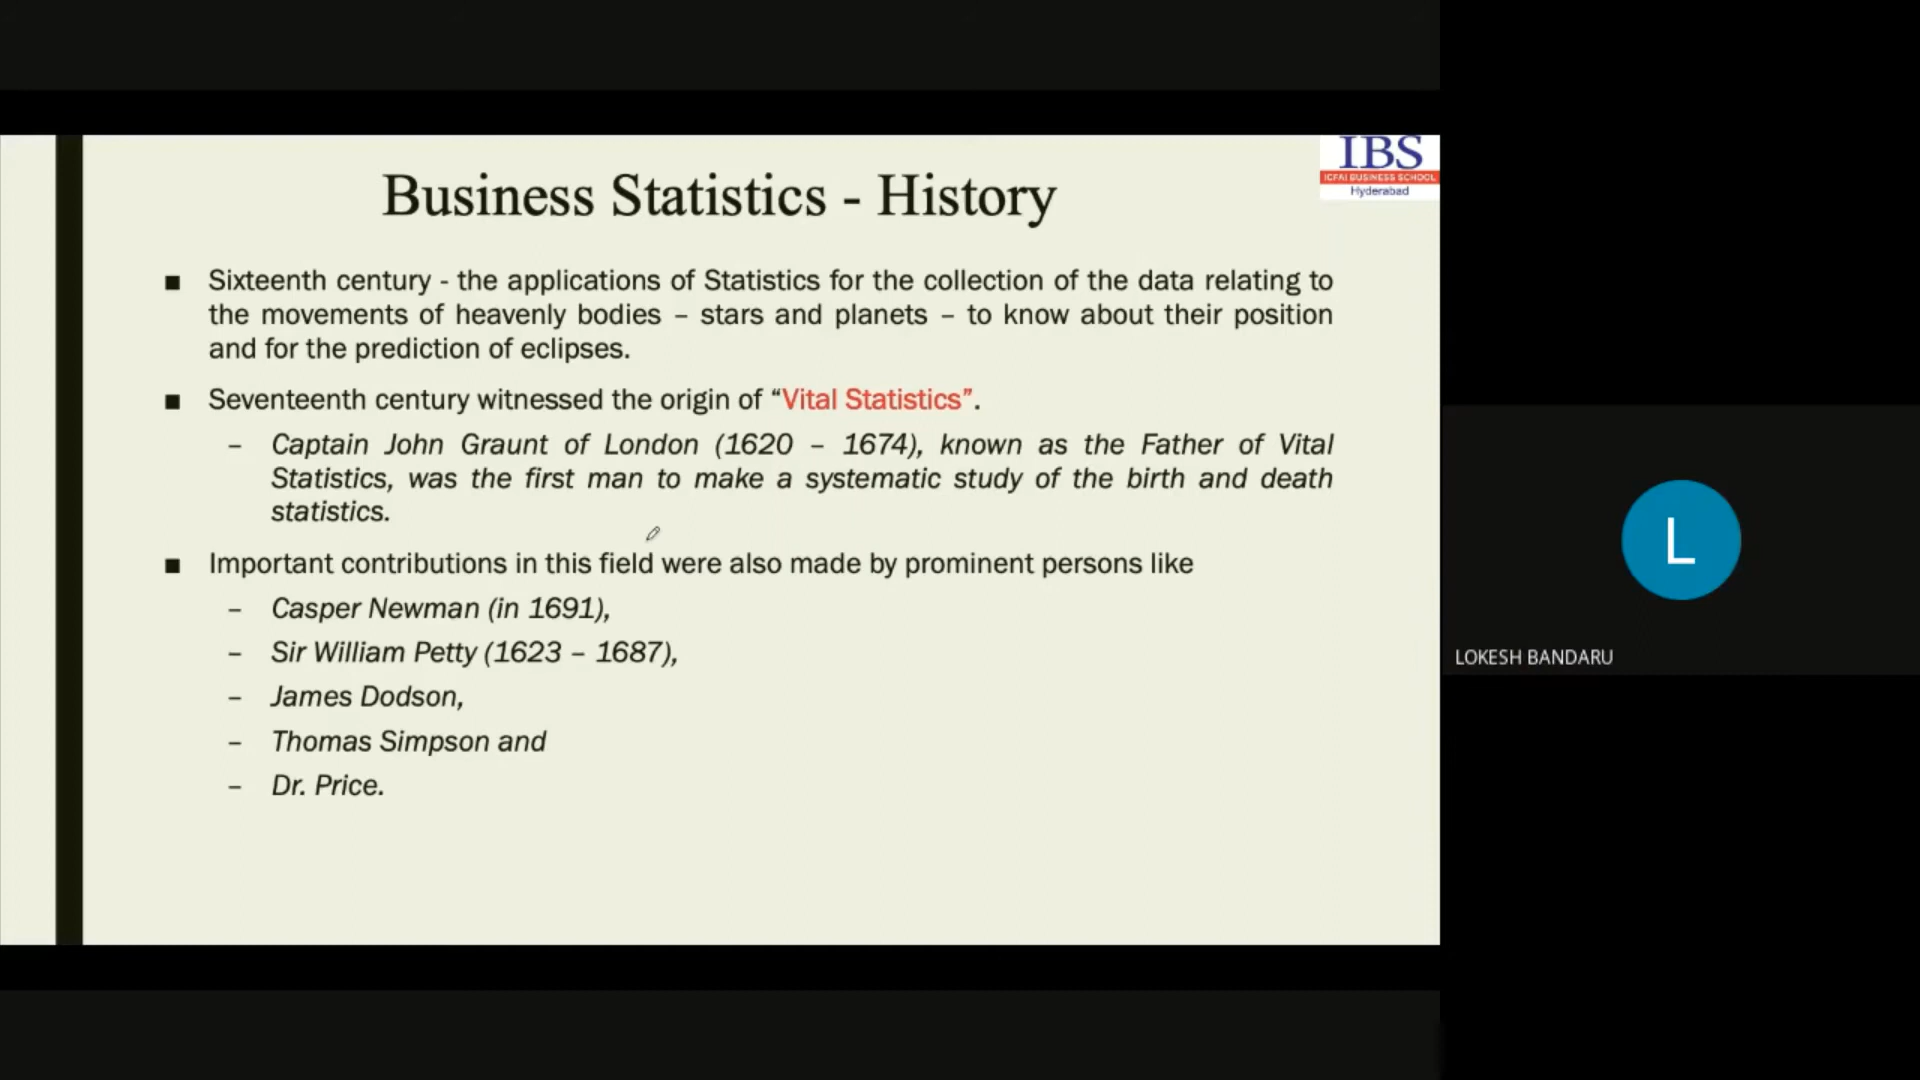 IBS
ICFAI BUSINESS SCHOOL
Hyderabad
Business Statistics - History
■ Sixteenth century - the applications of Statistics for the collection of the data relating to
the movements of heavenly bodies – stars and planets – to know about their position
and for the prediction of eclipses.
■ Seventeenth century witnessed the origin of “Vital Statistics”.
– Captain John Graunt of London (1620 – 1674), known as the Father of Vital
Statistics, was the first man to make a systematic study of the birth and death
statistics.
■ Important contributions in this field were also made by prominent persons like
– Casper Newman (in 1691),
– Sir William Petty (1623 – 1687),
– James Dodson,
– Thomas Simpson and
– Dr. Price.
L
LOKESH BANDARU